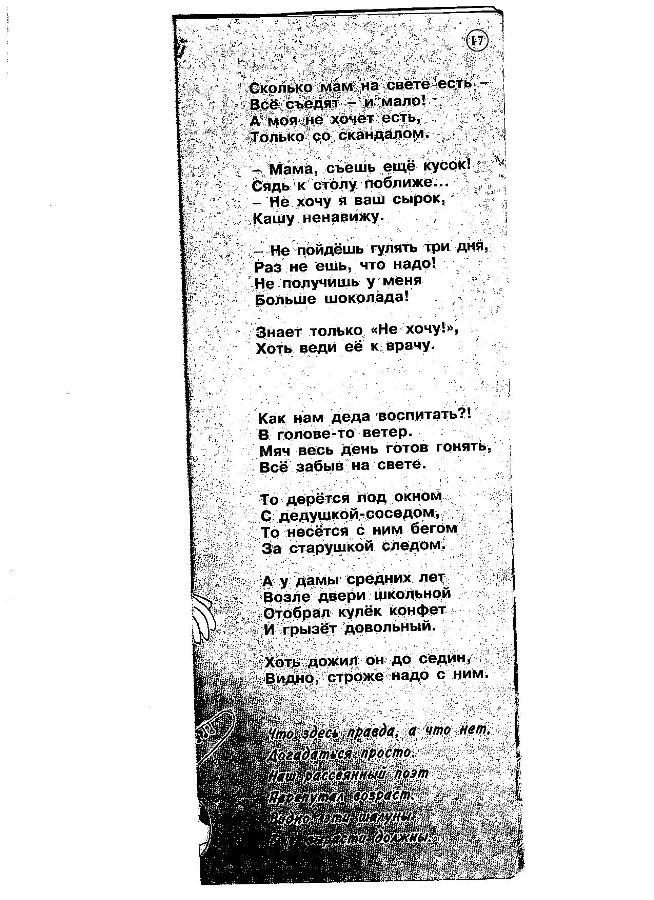 17
Сколько мам на свете есть –
Всё съедят – и мало!
А моя не хочет есть,
Только со скандалом.
– Мама, съешь ещё кусок!
Сядь к столу поближе...
– Не хочу я ваш сырок,
Кашу ненавижу.
– Не пойдёшь гулять три дня,
Раз не ешь, что надо!
Не получишь у меня
Больше шоколада!
Знает только «Не хочу!»,
Хоть веди её к врачу.
Как нам деда воспитать?!
В голове-то ветер.
Мяч весь день готов гонять,
Всё забыв на свете.
То дерётся под окном
С дедушкой-соседом,
То несётся с ним бегом
За старушкой следом.
А у дамы средних лет
Возле двери школьной
Отобрал кулёк конфет
И грызёт довольный.
Хоть дожил он до седин,
Видно, строже надо с ним.
Что здесь правда, а что нет,
Догадаться просто.
Наш рассеянный поэт
Перепутал возраст.
эти шалуны
должны.